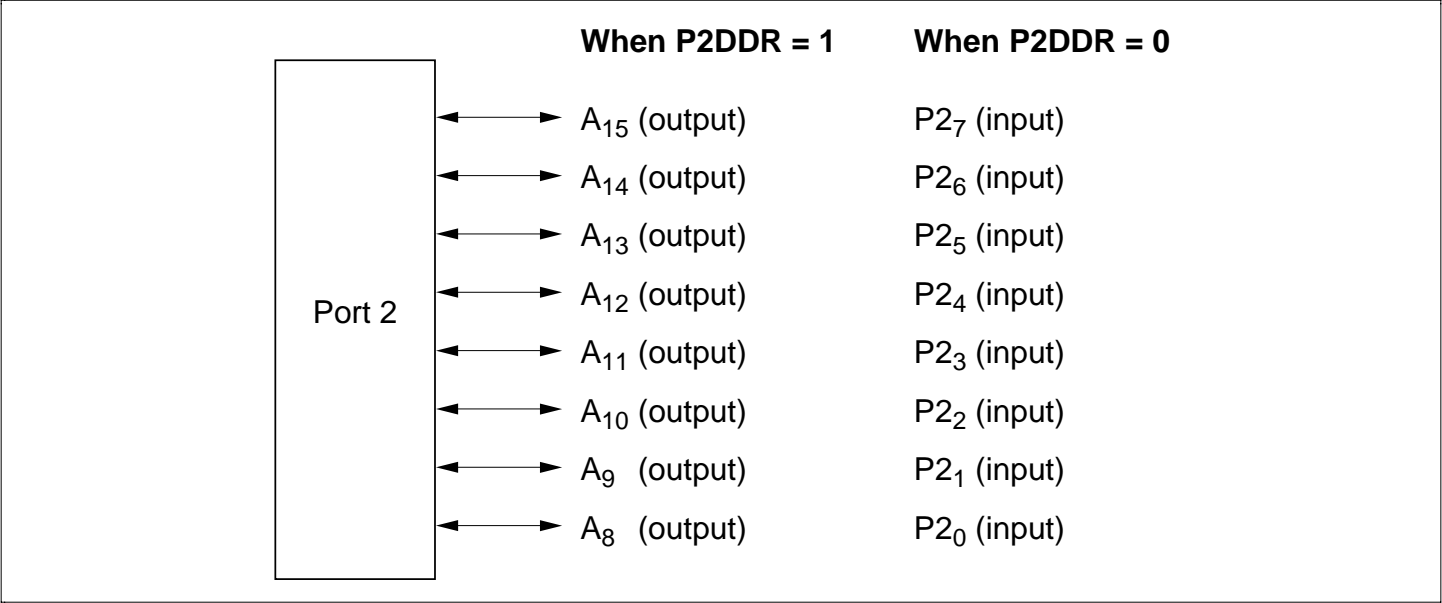 When P2DDR = 1 When P2DDR = 0
A15 (output) P27 (input)
A14 (output) P26 (input)
A13 (output) P25 (input)
A12 (output) P24 (input)
Port 2
A11 (output) P23 (input)
A10 (output) P22 (input)
A9 (output) P21 (input)
A8 (output) P20 (input)